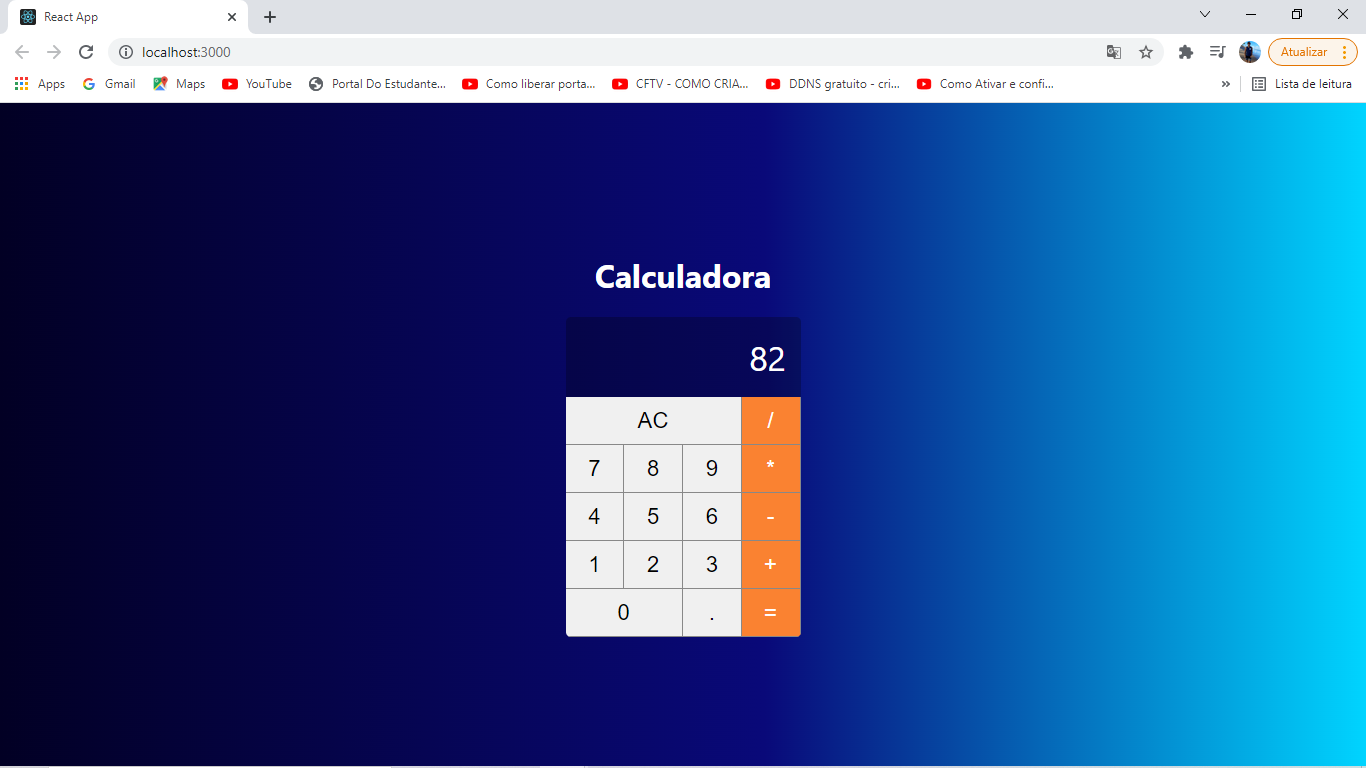 React App
localhost:3000
Atualizar
Apps
Gmail
Maps
YouTube
Portal Do Estudante...
Como liberar porta...
CFTV - COMO CRIA...
DDNS gratuito - cri...
Como Ativar e confi...
»
Lista de leitura
Calculadora
82
AC /
7 8 9 *
4 5 6 -
1 2 3 +
0 . =